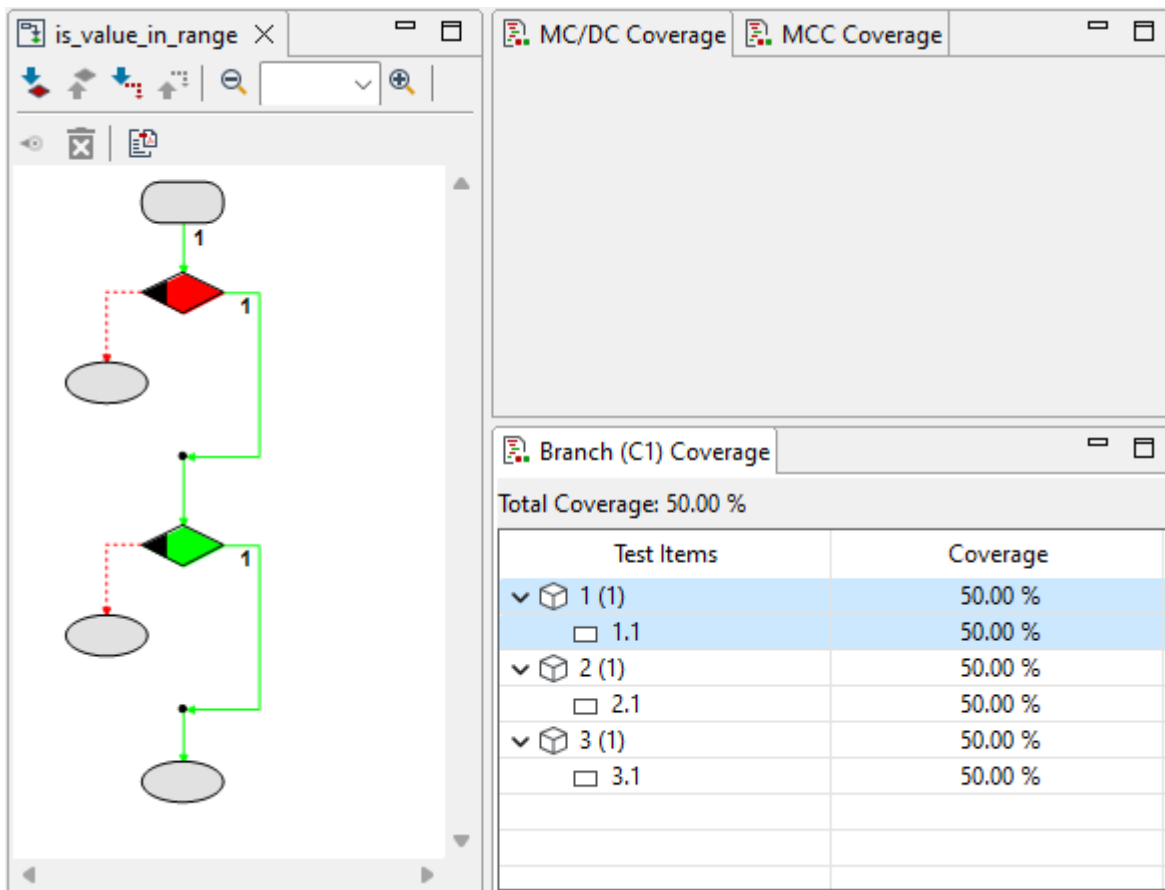 is_value_in_range
1
1
1
MC/DC Coverage
MCC Coverage
Branch (C1) Coverage
Total Coverage: 50.00 %
Test Items Coverage
1 (1) 50.00 %
1.1 50.00 %
2 (1) 50.00 %
2.1 50.00 %
3 (1) 50.00 %
3.1 50.00 %